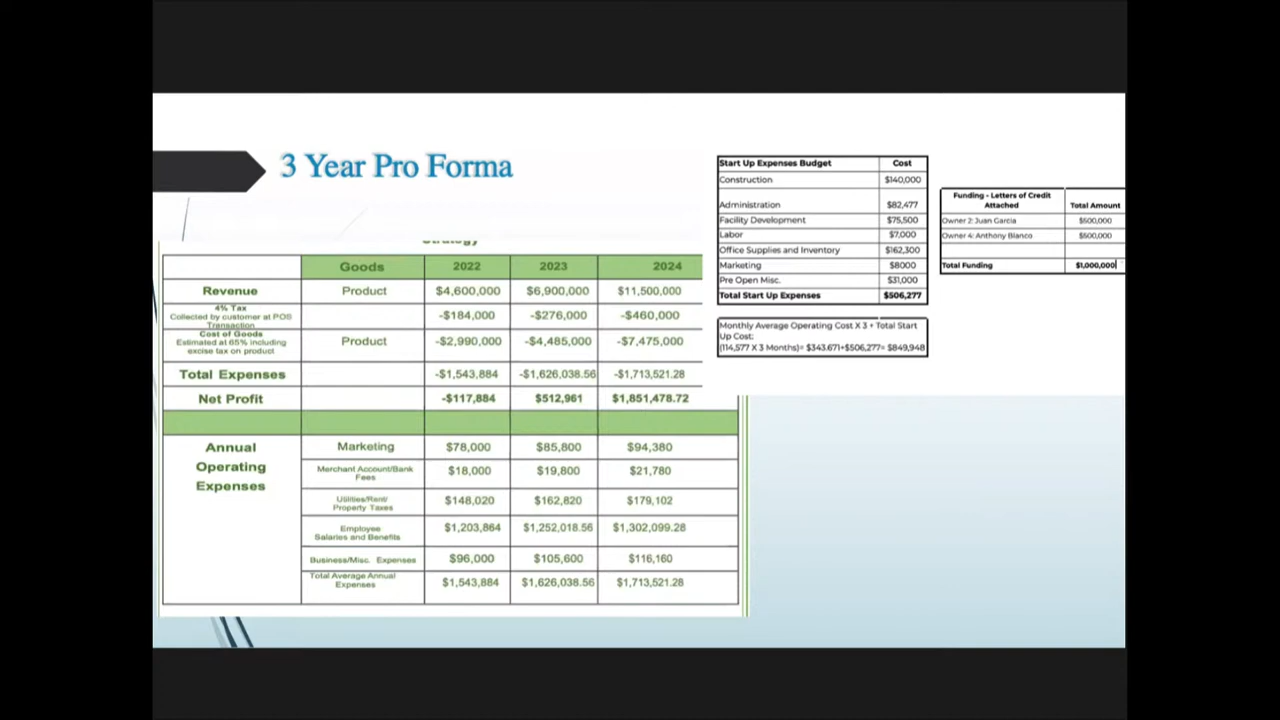 3 Year Pro Forma
Strategy
Goods 2022 2023 2024
Revenue Product $4,600,000 $6,900,000 $11,500,000
4% Tax
Collected by customer at POS
Transaction
-$184,000 -$276,000 -$460,000
Cost of Goods
Estimated at 65% including
excise tax on product
Product -$2,990,000 -$4,485,000 -$7,475,000
Total Expenses -$1,543,884 -$1,626,038.56 -$1,713,521.28
Net Profit -$117,884 $512,961 $1,851,478.72
Annual
Operating
Expenses
Marketing $78,000 $85,800 $94,380
Merchant Account/Bank
Fees
$18,000 $19,800 $21,780
Utilities/Rent/
Property Taxes
$148,020 $162,820 $179,102
Employee
Salaries and Benefits
$1,203,864 $1,252,018.56 $1,302,099.28
Business/Misc. Expenses $96,000 $105,600 $116,160
Total Average Annual
Expenses
$1,543,884 $1,626,038.56 $1,713,521.28
Start Up Expenses Budget Cost
Construction $140,000
Administration $82,477
Facility Development $75,500
Labor $7,000
Office Supplies and Inventory $162,300
Marketing $8000
Pre Open Misc. $31,000
Total Start Up Expenses $506,277
Monthly Average Operating Cost X 3 + Total Start
Up Cost:
(114,577 X 3 Months)= $343.671+$506,277= $849,948
Funding - Letters of Credit
Attached
Total Amount
Owner 2: Juan Garcia $500,000
Owner 4: Anthony Blanco $500,000
Total Funding $1,000,000